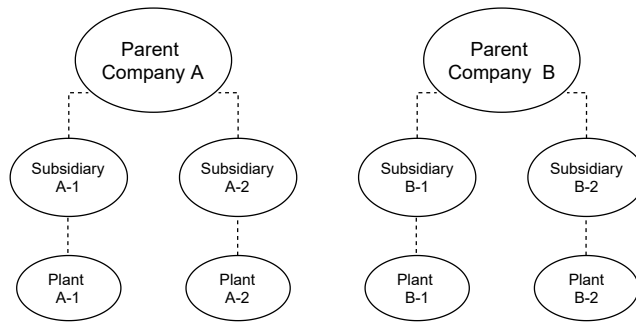 Parent
Company A
Parent
Company B
Subsidiary
A-1
Subsidiary
A-2
Subsidiary
B-1
Subsidiary
B-2
Plant
A-1
Plant
A-2
Plant
B-1
Plant
B-2